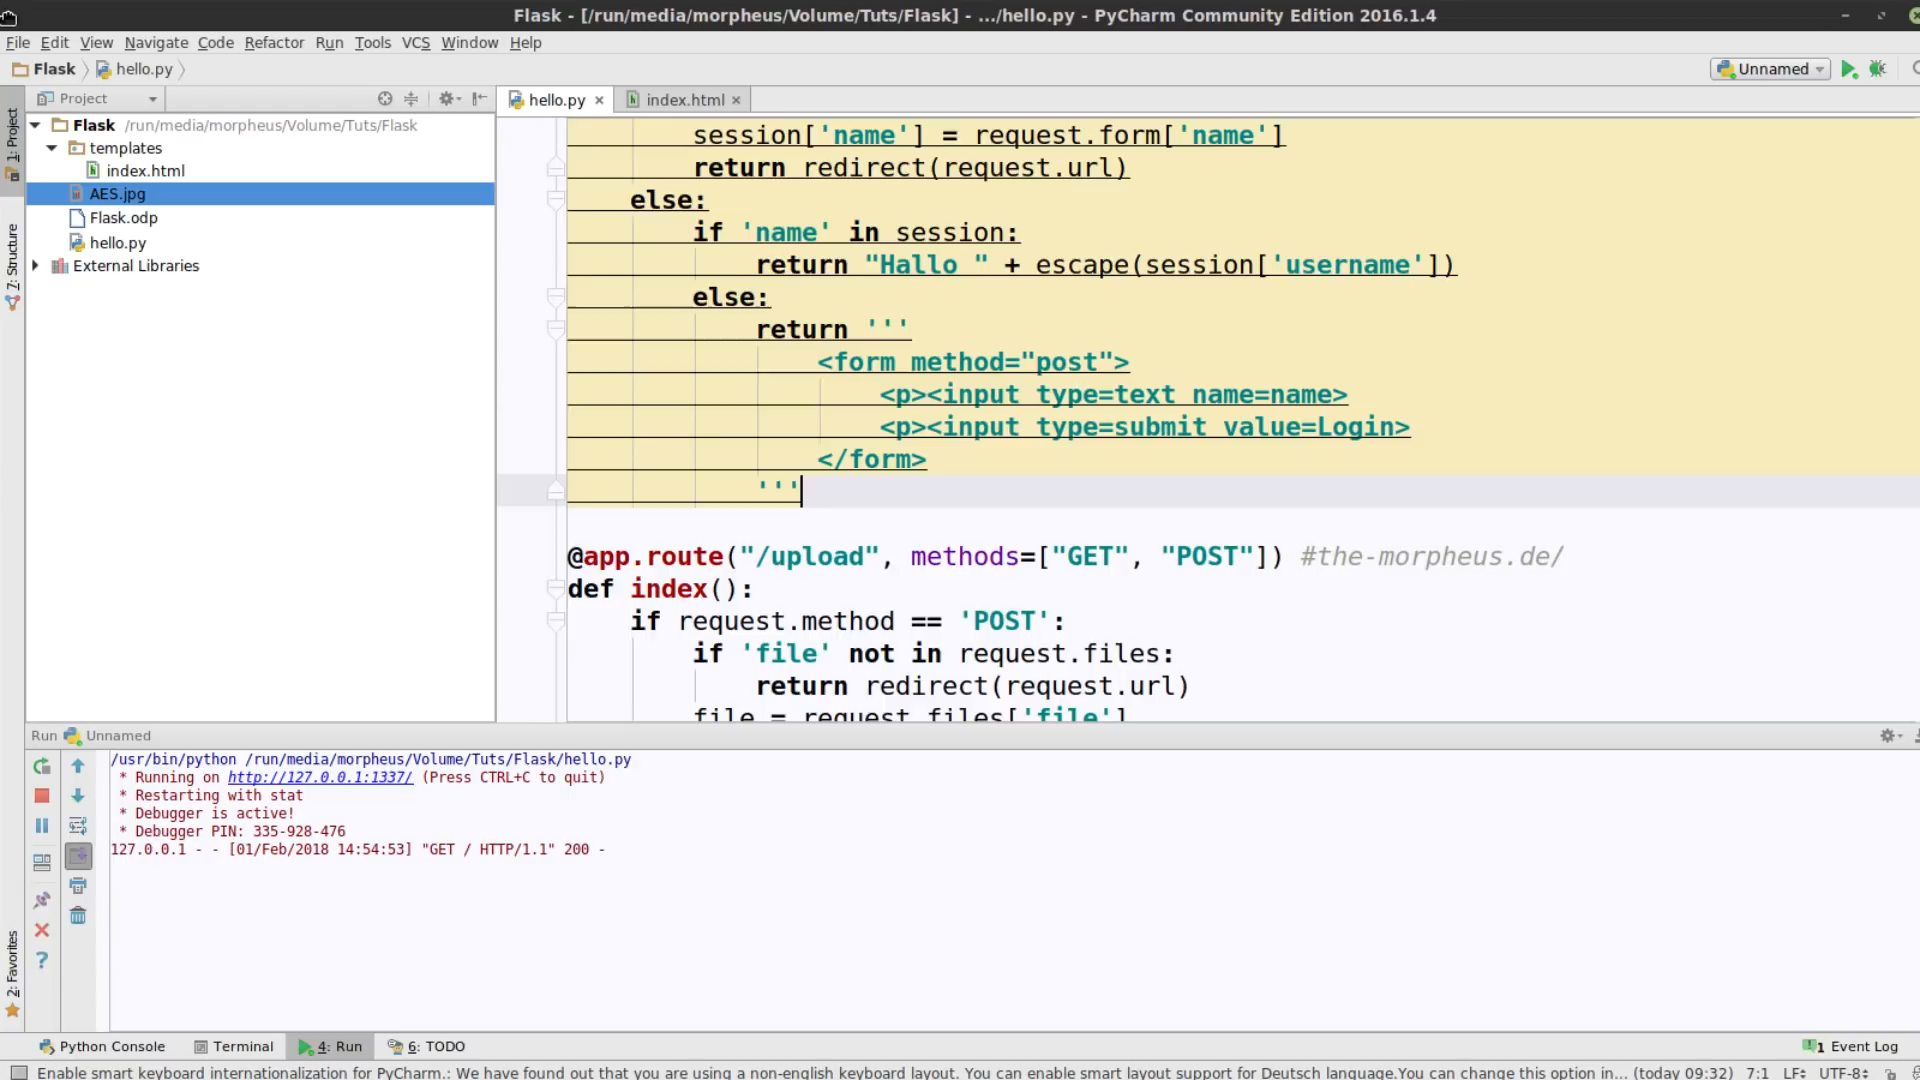 Flask - [/run/media/morpheus/Volume/Tuts/Flask] - .../hello.py - PyCharm Community Edition 2016.1.4
File Edit View Navigate Code Refactor Run Tools VCS Window Help
Flask hello.py Unnamed
Project
hello.py index.html
1: Project
7: Structure
2: Favorites
Flask /run/media/morpheus/Volume/Tuts/Flask
templates
index.html
AES.jpg
Flask.odp
hello.py
External Libraries
session['name'] = request.form['name']
return redirect(request.url)
else:
if 'name' in session:
return "Hallo " + escape(session['username'])
else:
return '''
<form method="post">
<p><input type=text name=name>
<p><input type=submit value=Login>
</form>
'''
@app.route("/upload", methods=["GET", "POST"]) #the-morpheus.de/
def index():
if request.method == 'POST':
if 'file' not in request.files:
return redirect(request.url)
file = request.files['file']
Run Unnamed
/usr/bin/python /run/media/morpheus/Volume/Tuts/Flask/hello.py
* Running on http://127.0.0.1:1337/ (Press CTRL+C to quit)
* Restarting with stat
* Debugger is active!
* Debugger PIN: 335-928-476
127.0.0.1 - - [01/Feb/2018 14:54:53] "GET / HTTP/1.1" 200 -
Python Console Terminal 4: Run 6: TODO 1 Event Log
Enable smart keyboard internationalization for PyCharm.: We have found out that you are using a non-english keyboard layout. You can enable smart layout support for Deutsch language.You can change this option in... (today 09:32) 7:1 LF UTF-8